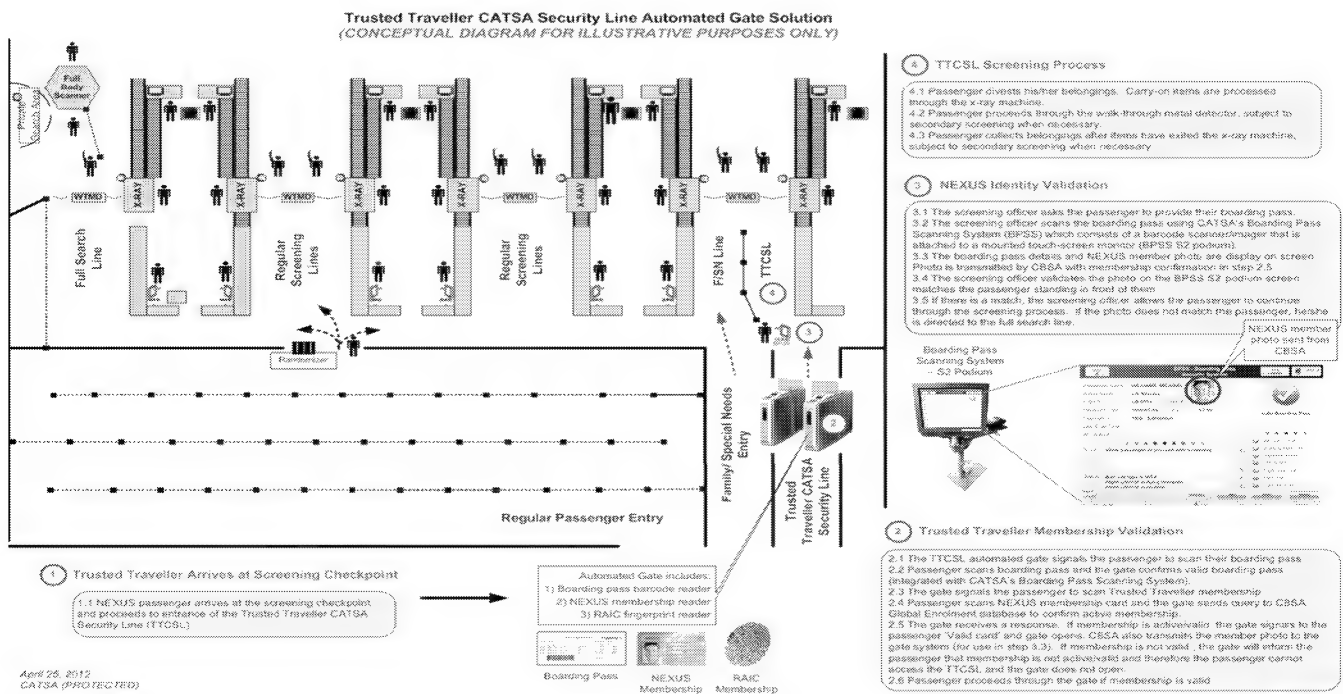 Trusted Traveller CATSA Security Line Automated Gate Solution
(CONCEPTUAL DIAGRAM FOR ILLUSTRATIVE PURPOSES ONLY)
Full
Body
Scanner
Private
Search Area
WTMD
X-RAY
X-RAY
WTMD
X-RAY
X-RAY
WTMD
X-RAY
X-RAY
WTMD
X-RAY
Full Search
Line
Regular
Screening
Lines
Regular
Screening
Lines
F/SN Line
TTCSL
4
3
Randomizer
2
Family/ Special Needs
Entry
Trusted
Traveller CATSA
Security Line
Regular Passenger Entry
1 Trusted Traveller Arrives at Screening Checkpoint
1.1 NEXUS passenger arrives at the screening checkpoint
and proceeds to entrance of the Trusted Traveller CATSA
Security Line (TTCSL)
Automated Gate includes:
1) Boarding pass barcode reader
2) NEXUS membership reader
3) RAIC fingerprint reader
Boarding Pass
NEXUS
Membership
RAIC
Membership
April 25, 2012
CATSA (PROTECTED)
4 TTCSL Screening Process
4.1 Passenger divests his/her belongings. Carry-on items are processed
through the x-ray machine.
4.2 Passenger proceeds through the walk-through metal detector, subject to
secondary screening when necessary.
4.3 Passenger collects belongings after items have exited the x-ray machine,
subject to secondary screening when necessary
3 NEXUS Identity Validation
3.1 The screening officer asks the passenger to provide their boarding pass.
3.2 The screening officer scans the boarding pass using CATSA's Boarding Pass
Scanning System (BPSS) which consists of a barcode scanner/imager that is
attached to a mounted touch-screen monitor (BPSS S2 podium).
3.3 The boarding pass details and NEXUS member photo are display on screen
Photo is transmitted by CBSA with membership confirmation in step 2.5
3.4 The screening officer validates the photo on the BPSS S2 podium screen
matches the passenger standing in front of them
3.5 If there is a match, the screening officer allows the passenger to continue
through the screening process. If the photo does not match the passenger, he/she
is directed to the full search line.
NEXUS member
photo sent from
CBSA
Boarding Pass
Scanning System
- S2 Podium
2 Trusted Traveller Membership Validation
2.1 The TTCSL automated gate signals the passenger to scan their boarding pass
2.2 Passenger scans boarding pass and the gate confirms valid boarding pass
(integrated with CATSA's Boarding Pass Scanning System).
2.3 The gate signals the passenger to scan Trusted Traveller membership
2.4 Passenger scans NEXUS membership card and the gate sends query to CBSA
Global Enrolment database to confirm active membership.
2.5 The gate receives a response. If membership is active/valid, the gate signals to the
passenger 'Valid card' and gate opens. CBSA also transmits the member photo to the
gate system (for use in step 3.3). If membership is not valid, the gate will inform the
passenger that membership is not active/valid and therefore the passenger cannot
access the TTCSL and the gate does not open
2.6 Passenger proceeds through the gate if membership is valid